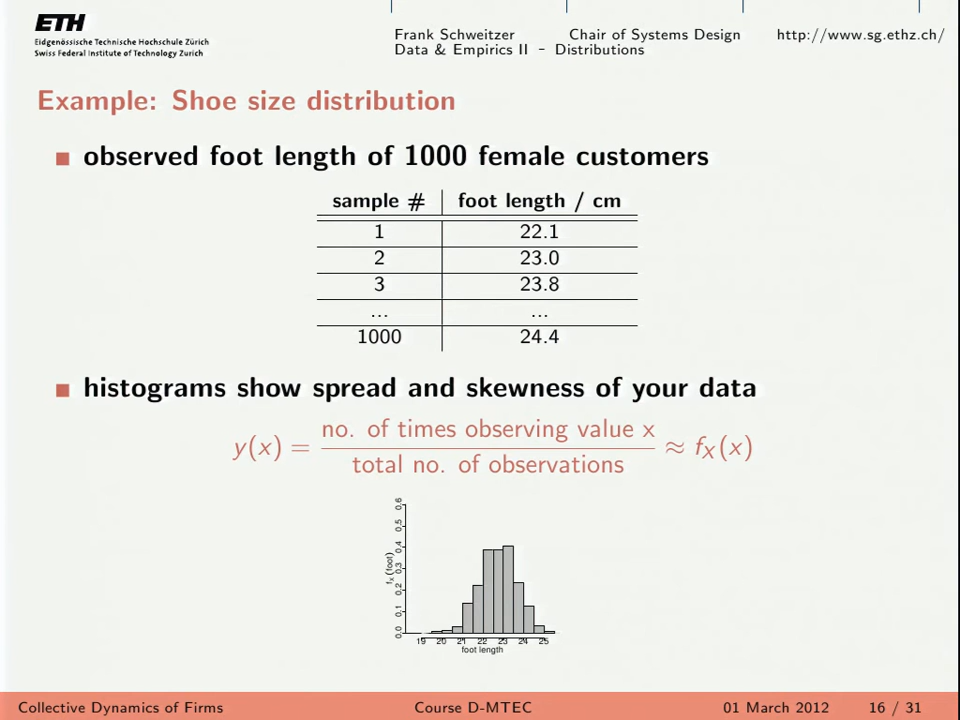 ETH
Eidgenössische Technische Hochschule Zürich
Swiss Federal Institute of Technology Zurich
Frank Schweitzer Chair of Systems Design http://www.sg.ethz.ch/
Data & Empirics II - Distributions
Example: Shoe size distribution
observed foot length of 1000 female customers
sample # foot length / cm
1 22.1
2 23.0
3 23.8
... ...
1000 24.4
histograms show spread and skewness of your data
y(x) = no. of times observing value x / total no. of observations ≈ fX(x)
fX(foot)
0.0 0.1 0.2 0.3 0.4 0.5 0.6
19 20 21 22 23 24 25
foot length
Collective Dynamics of Firms Course D-MTEC 01 March 2012 16 / 31